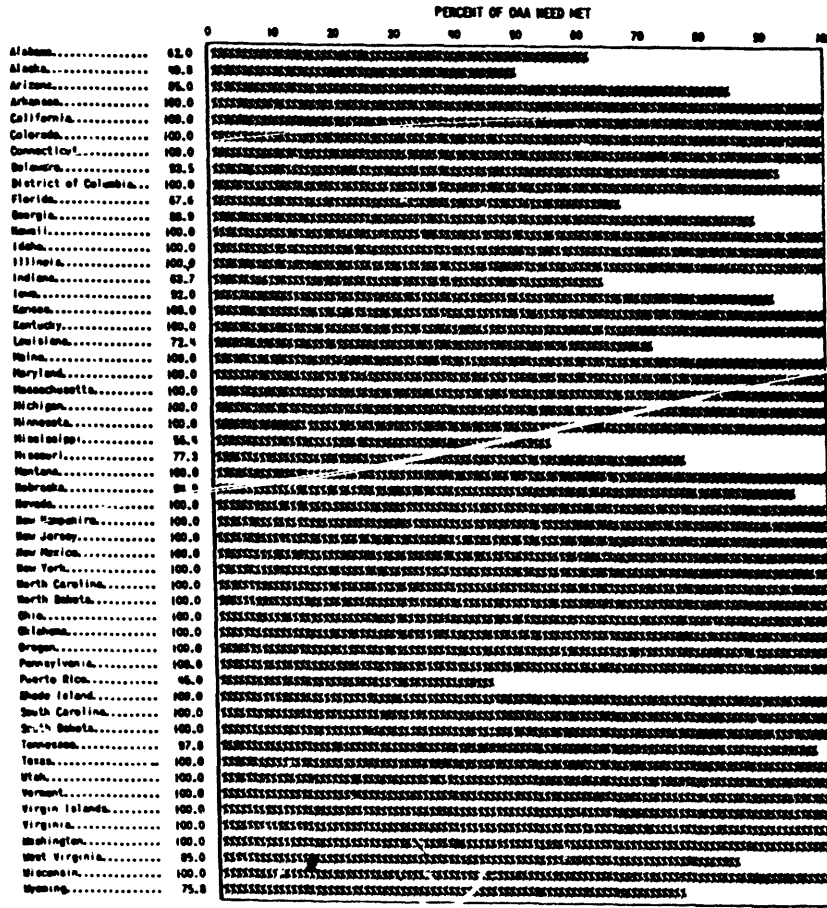 PERCENT OF OAA NEED MET
0 10 20 30 40 50 60 70 80 90 100
Alabama 62.0
Alaska 49.8
Arizona 85.0
Arkansas 100.0
California 100.0
Colorado 100.0
Connecticut 100.0
Delaware 93.5
District of Columbia 100.0
Florida 67.6
Georgia 88.9
Hawaii 100.0
Idaho 100.0
Illinois 100.0
Indiana 63.7
Iowa 92.0
Kansas 100.0
Kentucky 100.0
Louisiana 72.4
Maine 100.0
Maryland 100.0
Massachusetts 100.0
Michigan 100.0
Minnesota 100.0
Mississippi
Missouri 77.3
Montana 100.0
Nebraska
Nevada 100.0
New Hampshire 100.0
New Jersey 100.0
New Mexico 100.0
New York 100.0
North Carolina 100.0
North Dakota 100.0
Ohio 100.0
Oklahoma 100.0
Oregon 100.0
Pennsylvania 100.0
Puerto Rico
Rhode Island 100.0
South Carolina 100.0
South Dakota 100.0
Tennessee 97.8
Texas 100.0
Utah 100.0
Vermont 100.0
Virgin Islands 100.0
Virginia 100.0
Washington 100.0
West Virginia 85.0
Wisconsin 100.0
Wyoming 75.8